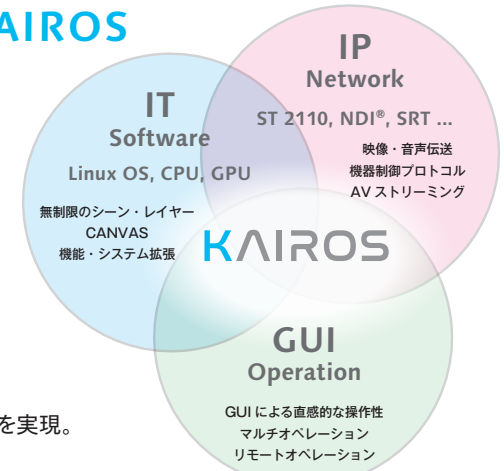 KAIROS
IP
Network
ST 2110, NDI®, SRT ...
映像・音声伝送
機器制御プロトコル
AV ストリーミング
IT
Software
Linux OS, CPU, GPU
無制限のシーン・レイヤー
CANVAS
機能・システム拡張
KAIROS
GUI
Operation
GUI による直感的な操作性
マルチオペレーション
リモートオペレーション
を実現。